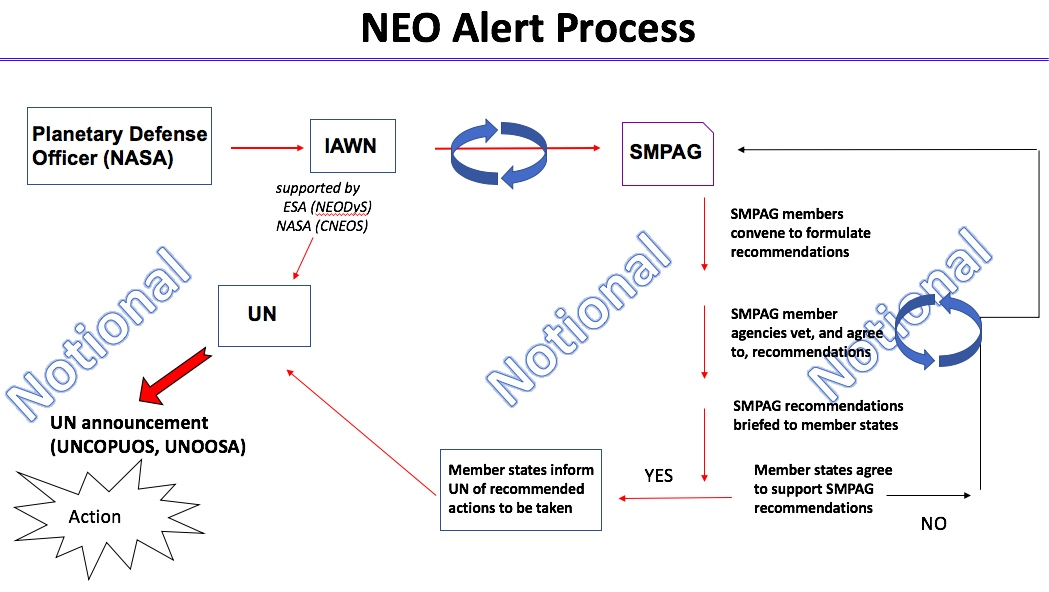 NEO Alert Process
Planetary Defense
Officer (NASA)
IAWN
SMPAG
supported by
ESA (NEODyS)
NASA (CNEOS)
SMPAG members
convene to formulate
recommendations
UN
SMPAG member
agencies vet, and agree
to, recommendations
Notional
Notional
Notional
UN announcement
(UNCOPUOS, UNOOSA)
SMPAG recommendations
briefed to member states
Member states inform
UN of recommended
actions to be taken
YES
Member states agree
to support SMPAG
recommendations
NO
Action